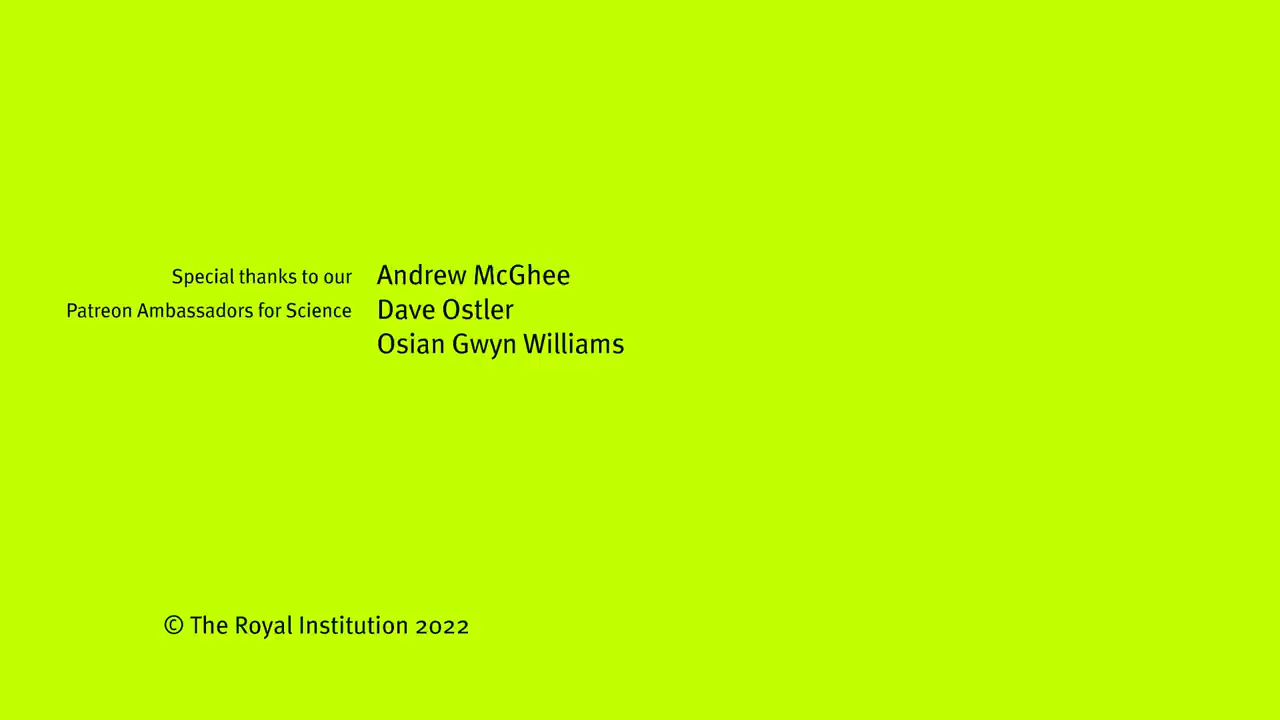 Special thanks to our Andrew McGhee
Patreon Ambassadors for Science Dave Ostler
Osian Gwyn Williams
© The Royal Institution 2022